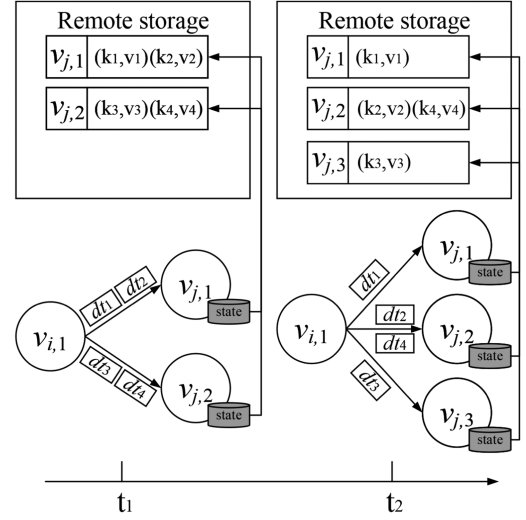 Remote storage
v_{j,1} (k₁,v₁)(k₂,v₂)
v_{j,2} (k₃,v₃)(k₄,v₄)
dt₁ dt₂
v_{j,1}
state
v_{i,1}
dt₃ dt₄
v_{j,2}
state
t₁
Remote storage
v_{j,1} (k₁,v₁)
v_{j,2} (k₂,v₂)(k₄,v₄)
v_{j,3} (k₃,v₃)
v_{j,1}
state
dt₁
v_{i,1}
dt₂
dt₄
v_{j,2}
state
dt₃
v_{j,3}
state
t₂